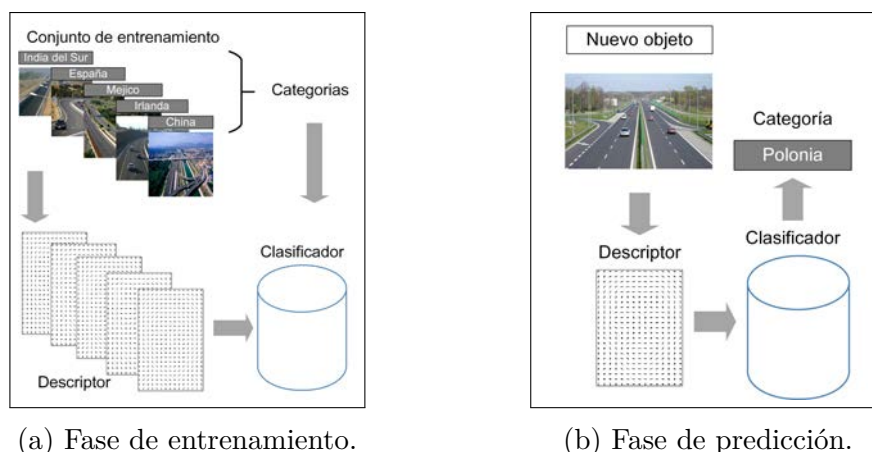 Conjunto de entrenamiento
India del Sur
España
Mejico
Irlanda
China
Categorias
Descriptor
Clasificador
(a) Fase de entrenamiento.
Nuevo objeto
Categoría
Polonia
Descriptor
Clasificador
(b) Fase de predicción.